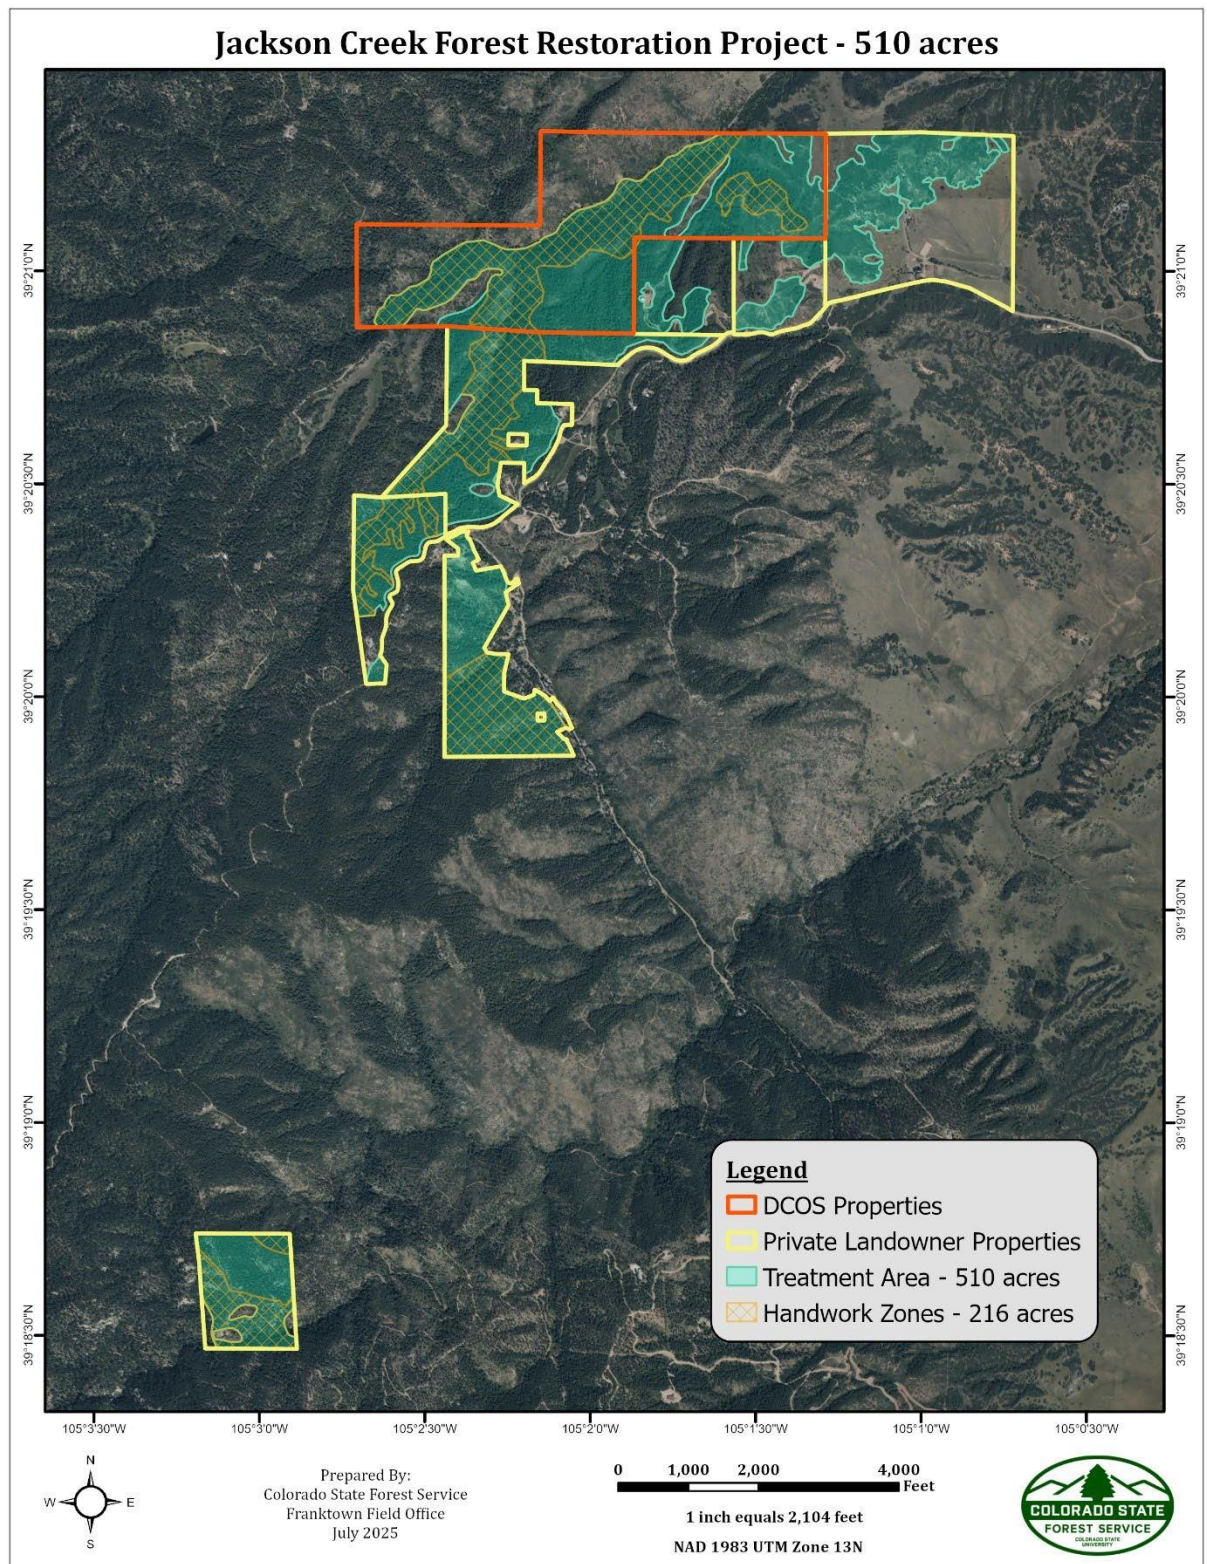 Jackson Creek Forest Restoration Project - 510 acres
39°21'0"N
39°21'0"N
39°20'30"N
39°20'30"N
39°20'0"N
39°20'0"N
39°19'30"N
39°19'30"N
39°19'0"N
39°19'0"N
Legend
DCOS Properties
Private Landowner Properties
Treatment Area - 510 acres
Handwork Zones - 216 acres
39°18'30"N
39°18'30"N
105°3'30"W
105°3'0"W
105°2'30"W
105°2'0"W
105°1'30"W
105°1'0"W
105°0'30"W
N
W
E
S
Prepared By:
Colorado State Forest Service
Franktown Field Office
July 2025
0 1,000 2,000 4,000
Feet
1 inch equals 2,104 feet
NAD 1983 UTM Zone 13N
COLORADO STATE
FOREST SERVICE
COLORADO STATE
UNIVERSITY